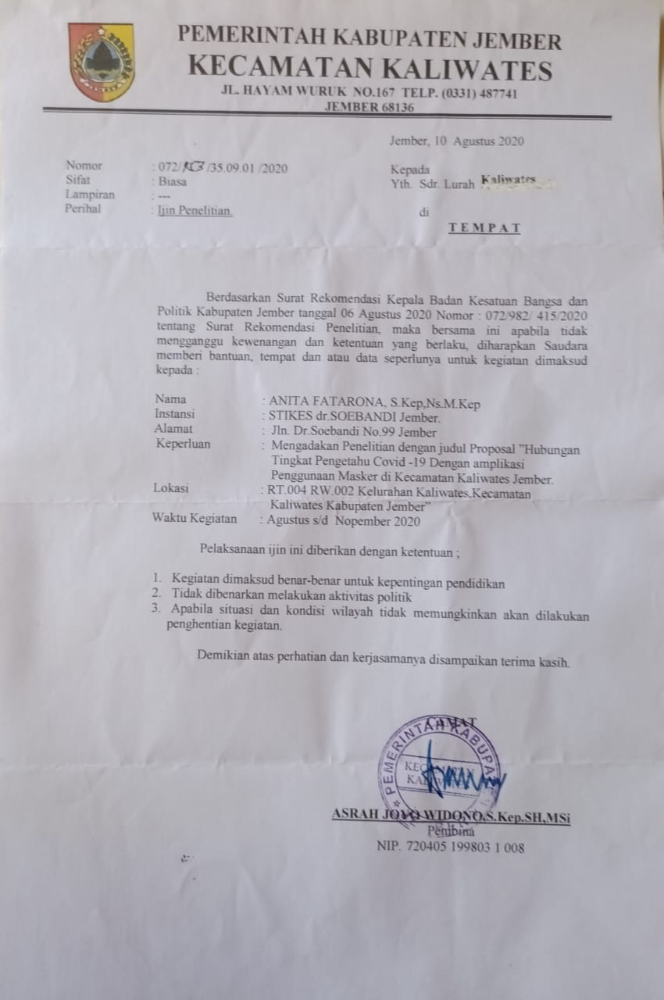 PEMERINTAH KABUPATEN JEMBER
KECAMATAN KALIWATES
JL. HAYAM WURUK NO.167 TELP. (0331) 487741
JEMBER 68136
Jember, 10 Agustus 2020
Nomor : 072/ /35.09.01 /2020
Sifat : Biasa
Lampiran : ---
Perihal : Ijin Penelitian.
Kepada
Yth. Sdr. Lurah Kaliwates
di
T E M P A T
Berdasarkan Surat Rekomendasi Kepala Badan Kesatuan Bangsa dan
Politik Kabupaten Jember tanggal 06 Agustus 2020 Nomor : 072/982/ 415/2020
tentang Surat Rekomendasi Penelitian, maka bersama ini apabila tidak
mengganggu kewenangan dan ketentuan yang berlaku, diharapkan Saudara
memberi bantuan, tempat dan atau data seperlunya untuk kegiatan dimaksud
kepada :
Nama : ANITA FATARONA, S.Kep,Ns.M.Kep
Instansi : STIKES dr.SOEBANDI Jember.
Alamat : Jln. Dr.Soebandi No.99 Jember
Keperluan : Mengadakan Penelitian dengan judul Proposal "Hubungan
Tingkat Pengetahu Covid -19 Dengan amplikasi
Penggunaan Masker di Kecamatan Kaliwates Jember.
Lokasi : RT.004 RW.002 Kelurahan Kaliwates,Kecamatan
Kaliwates Kabupaten Jember"
Waktu Kegiatan : Agustus s/d Nopember 2020
Pelaksanaan ijin ini diberikan dengan ketentuan ;
1. Kegiatan dimaksud benar-benar untuk kepentingan pendidikan
2. Tidak dibenarkan melakukan aktivitas politik
3. Apabila situasi dan kondisi wilayah tidak memungkinkan akan dilakukan
penghentian kegiatan.
Demikian atas perhatian dan kerjasamanya disampaikan terima kasih.
CAMAT
PEMERINTAH KABUPATEN
ASRAH JOYO WIDONO,S.Kep.SH,MSi
Pembina
NIP. 720405 199803 1 008